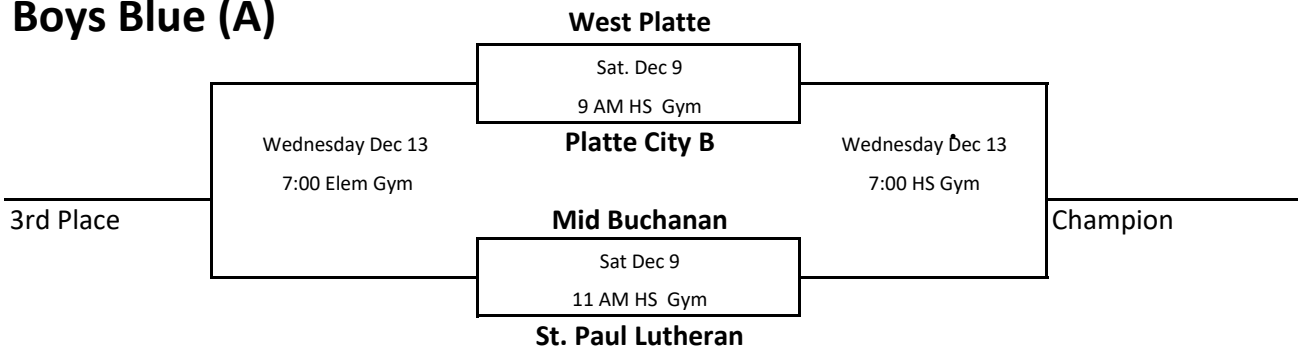 Boys Blue (A)
West Platte
Sat. Dec 9
9 AM HS Gym
Platte City B
Wednesday Dec 13
7:00 Elem Gym
Wednesday Dec 13
7:00 HS Gym
3rd Place
Champion
Mid Buchanan
Sat Dec 9
11 AM HS Gym
St. Paul Lutheran